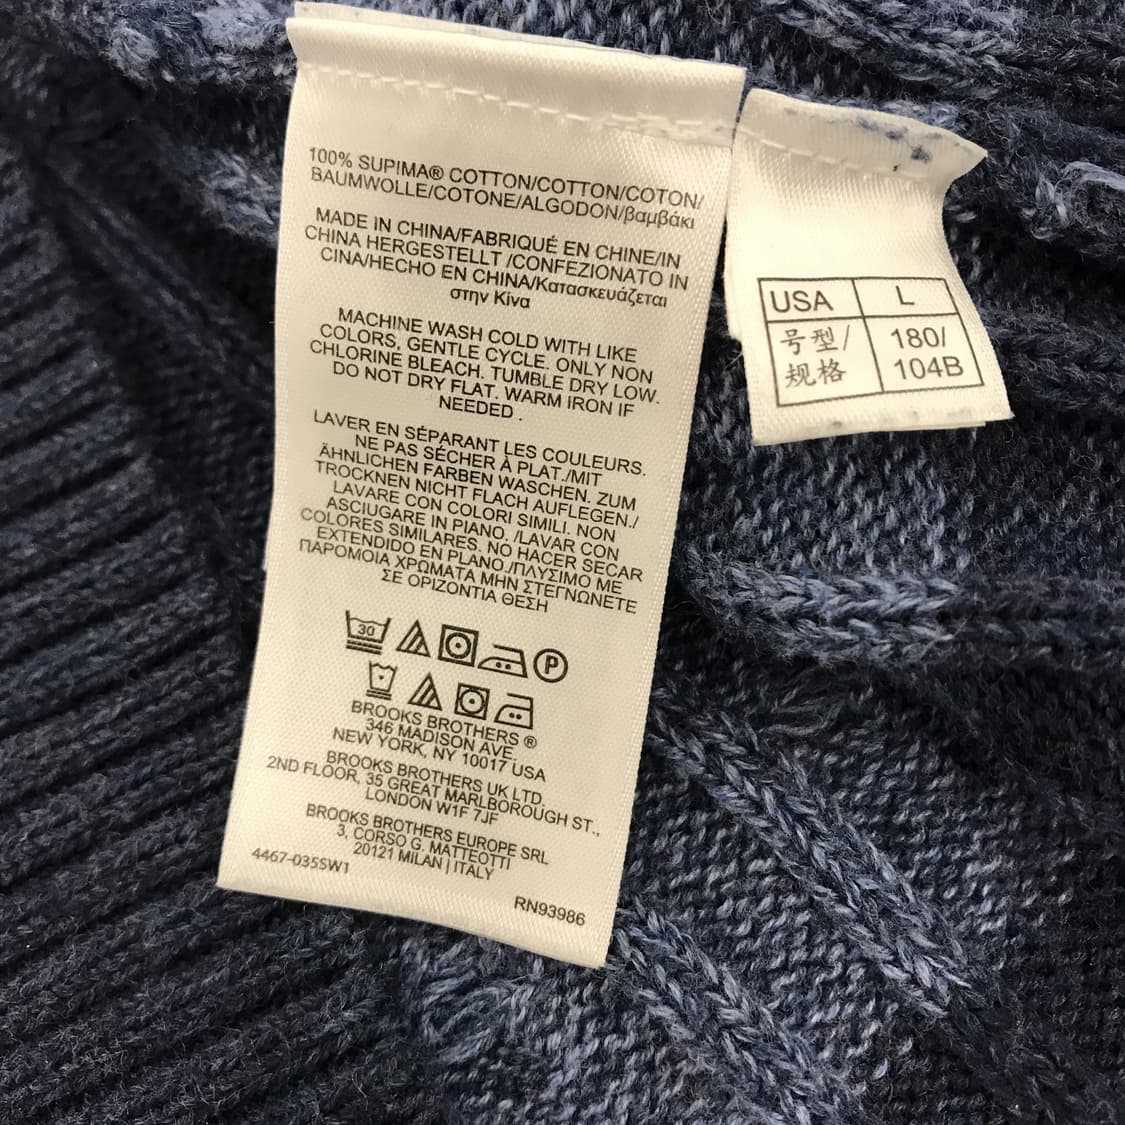 100% SUPIMA® COTTON/COTTON/COTON/
BAUMWOLLE/COTONE/ALGODON/βαμβάκι
MADE IN CHINA/FABRIQUÉ EN CHINE/IN
CHINA HERGESTELLT /CONFEZIONATO IN
CINA/HECHO EN CHINA/Κατασκευάζεται
στην Κίνα
MACHINE WASH COLD WITH LIKE
COLORS, GENTLE CYCLE. ONLY NON
CHLORINE BLEACH. TUMBLE DRY LOW.
DO NOT DRY FLAT. WARM IRON IF
NEEDED .
LAVER EN SÉPARANT LES COULEURS.
NE PAS SÉCHER À PLAT./MIT
ÄHNLICHEN FARBEN WASCHEN. ZUM
TROCKNEN NICHT FLACH AUFLEGEN./
LAVARE CON COLORI SIMILI. NON
ASCIUGARE IN PIANO. /LAVAR CON
COLORES SIMILARES. NO HACER SECAR
EXTENDIDO EN PLANO./ΠΛΥΣΙΜΟ ΜΕ
ΠΑΡΟΜΟΙΑ ΧΡΩΜΑΤΑ ΜΗΝ ΣΤΕΓΝΩΝΕΤΕ
ΣΕ ΟΡΙΖΟΝΤΙΑ ΘΕΣΗ
30 P
BROOKS BROTHERS ®
346 MADISON AVE.
NEW YORK, NY 10017 USA
BROOKS BROTHERS UK LTD.
2ND FLOOR, 35 GREAT MARLBOROUGH ST.,
LONDON W1F 7JF
BROOKS BROTHERS EUROPE SRL
3, CORSO G. MATTEOTTI
20121 MILAN | ITALY
4467-035SW1
RN93986
USA L
号型/ 180/
规格 104B